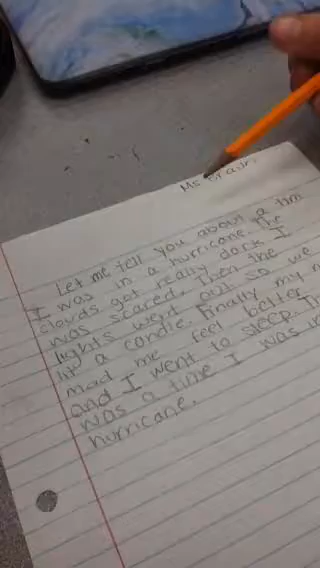 Ms
Let me tell you about a tim
I was in a hurricane. The
clouds got really dark. I
was scared. Then the
lights went out so we
lit a candle. Finally my
mad me feel better
and I went to sleep.
was a time I was in
hurricane.